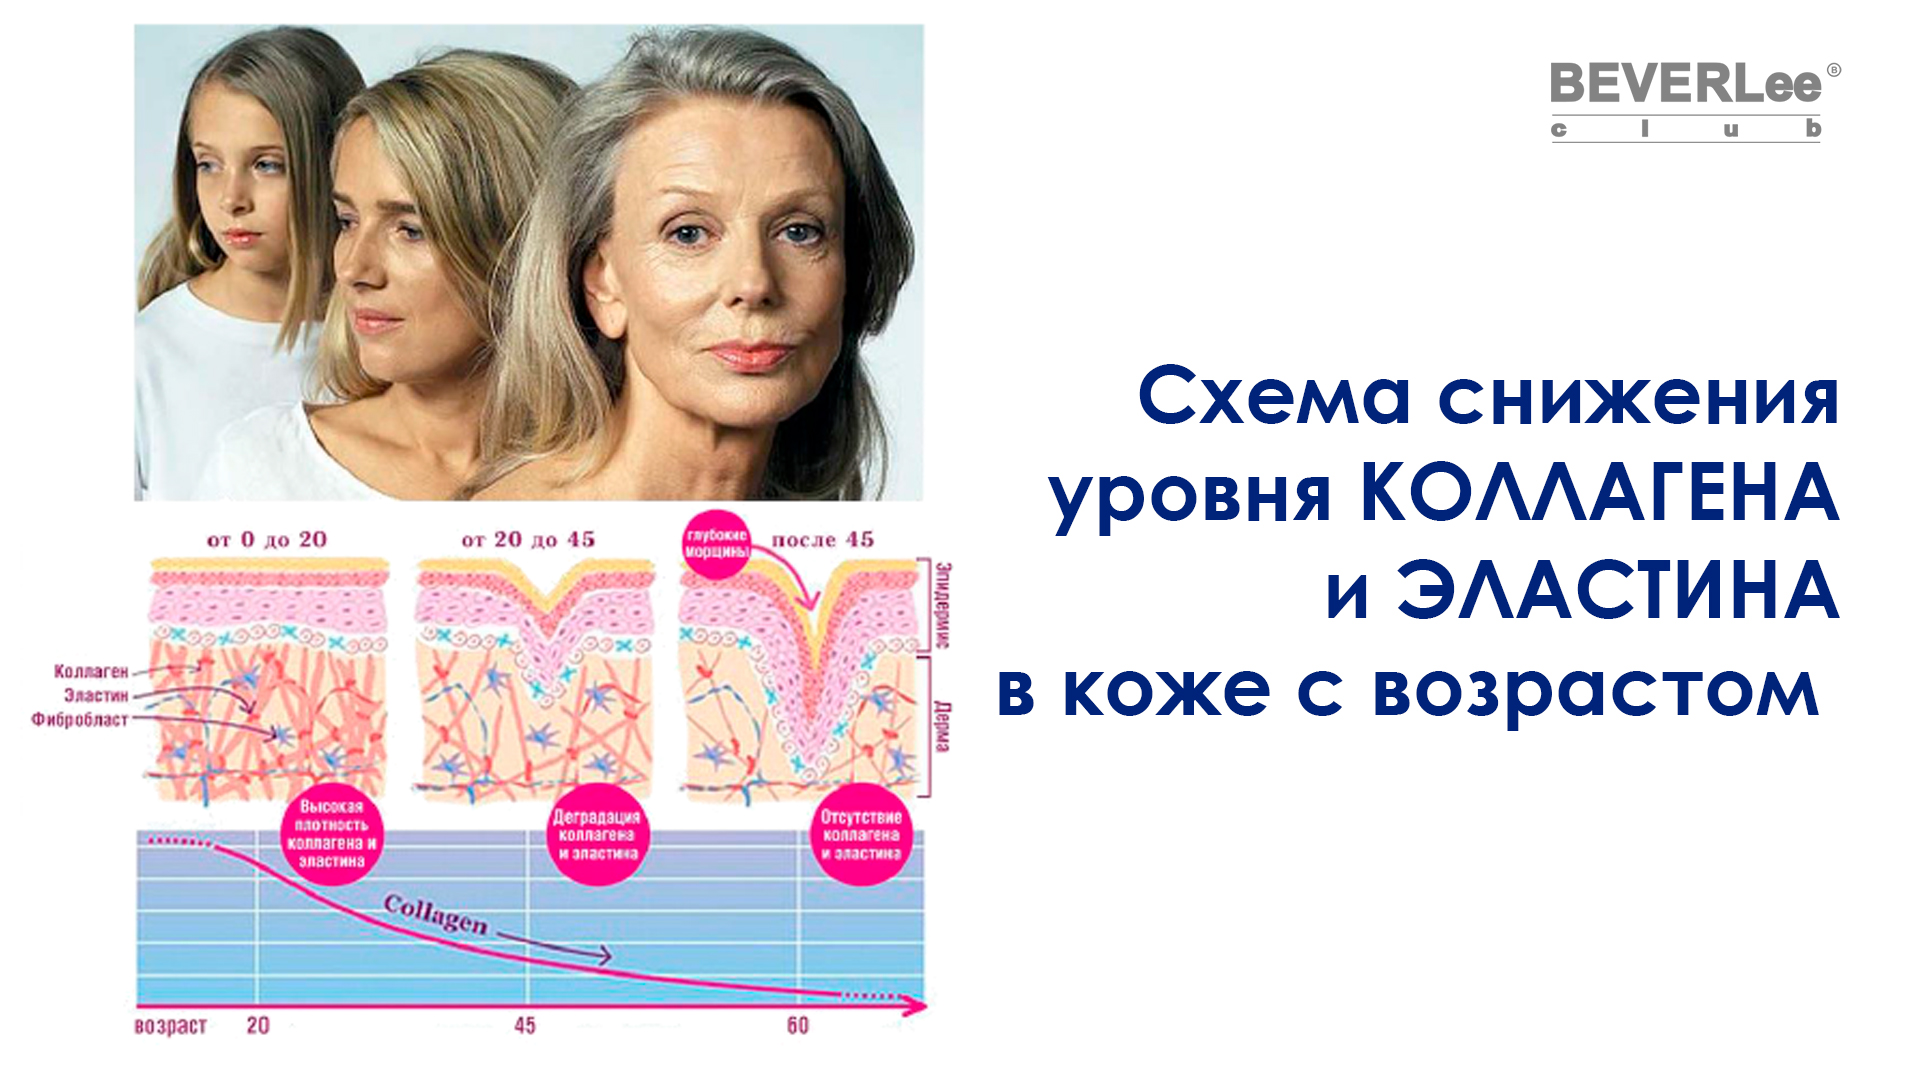 BEVERLee®
club
Схема снижения
уровня КОЛЛАГЕНА
и ЭЛАСТИНА
в коже с возрастом
от 0 до 20
от 20 до 45
глубокие
морщины
после 45
Эпидермис
Дерма
Коллаген
Эластин
Фибробласт
Высокая
плотность
коллагена и
эластина
Деградация
коллагена
и эластина
Отсутствие
коллагена
и эластина
Collagen
возраст 20 45 60